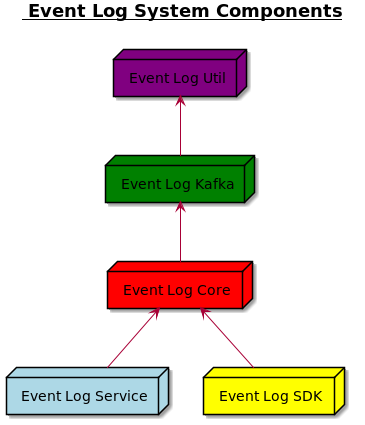 Event Log System Components
Event Log Util
Event Log Kafka
Event Log Core
Event Log Service
Event Log SDK